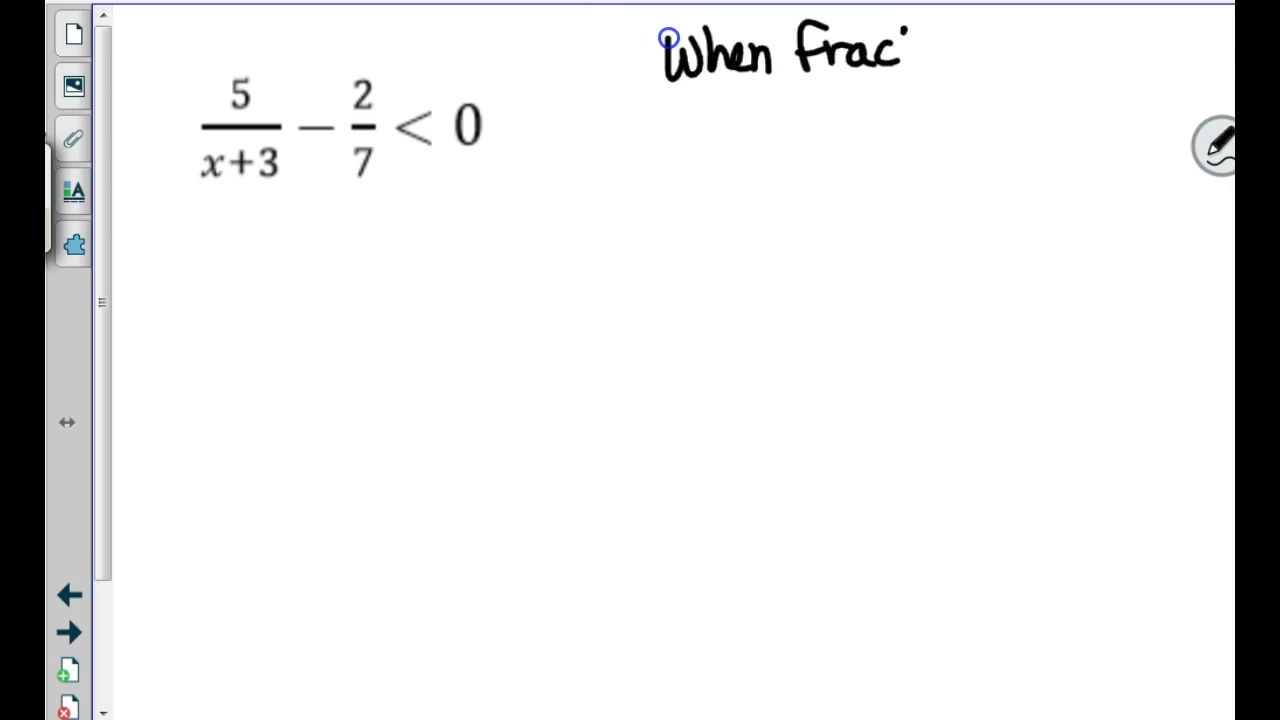 When Frac
5/(x+3) − 2/7 < 0